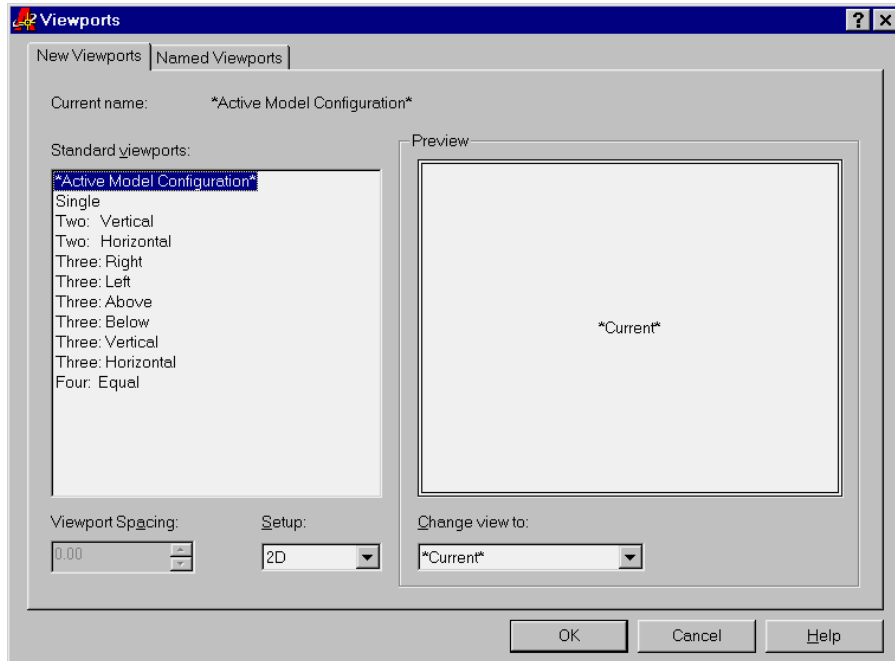 Viewports
New Viewports
Named Viewports
Current name: *Active Model Configuration*
Standard viewports:
*Active Model Configuration*
Single
Two: Vertical
Two: Horizontal
Three: Right
Three: Left
Three: Above
Three: Below
Three: Vertical
Three: Horizontal
Four: Equal
Preview
*Current*
Viewport Spacing:
0.00
Setup:
2D
Change view to:
*Current*
OK
Cancel
Help